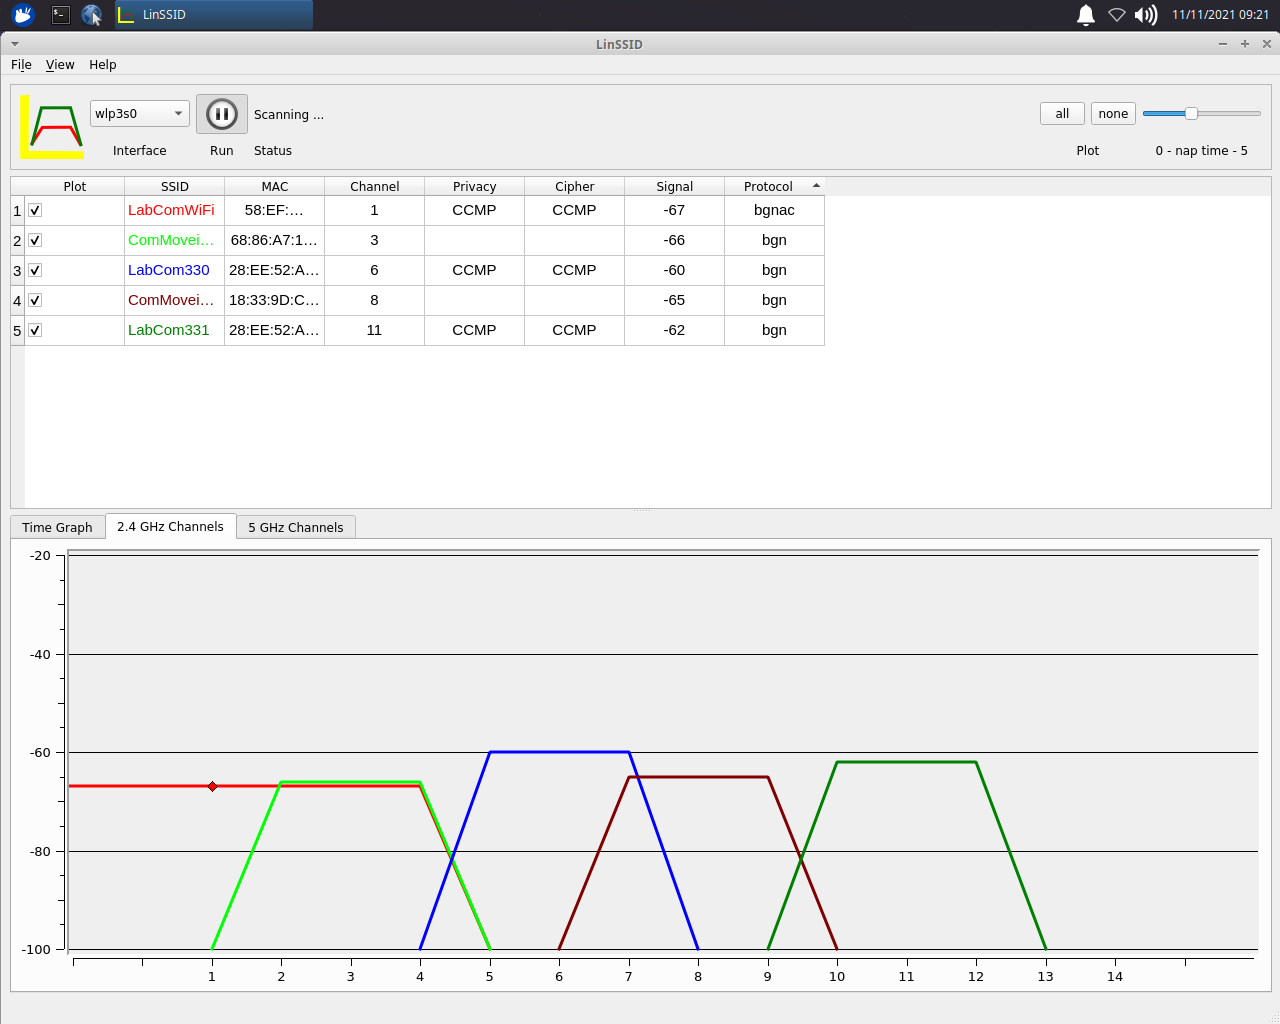 LinSSID 11/11/2021 09:21
LinSSID
File View Help
wlp3s0 Scanning ... all none
Interface Run Status Plot 0 - nap time - 5
Plot SSID MAC Channel Privacy Cipher Signal Protocol
1 LabComWiFi 58:EF:... 1 CCMP CCMP -67 bgnac
2 ComMovei... 68:86:A7:1... 3 -66 bgn
3 LabCom330 28:EE:52:A... 6 CCMP CCMP -60 bgn
4 ComMovei... 18:33:9D:C... 8 -65 bgn
5 LabCom331 28:EE:52:A... 11 CCMP CCMP -62 bgn
Time Graph 2.4 GHz Channels 5 GHz Channels
-20
-40
-60
-80
-100
1 2 3 4 5 6 7 8 9 10 11 12 13 14